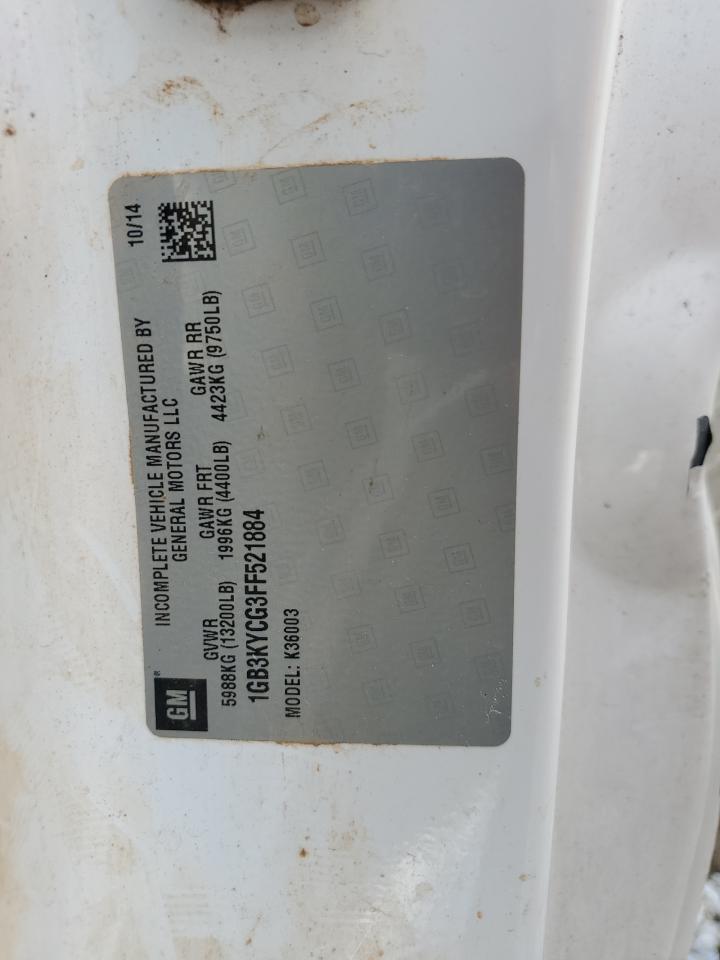 INCOMPLETE VEHICLE MANUFACTURED BY 10/14
GENERAL MOTORS LLC
GM®
GVWR GAWR FRT GAWR RR
5988KG (13200LB) 1996KG (4400LB) 4423KG (9750LB)
1GB3KYCG3FF521884
MODEL: K36003